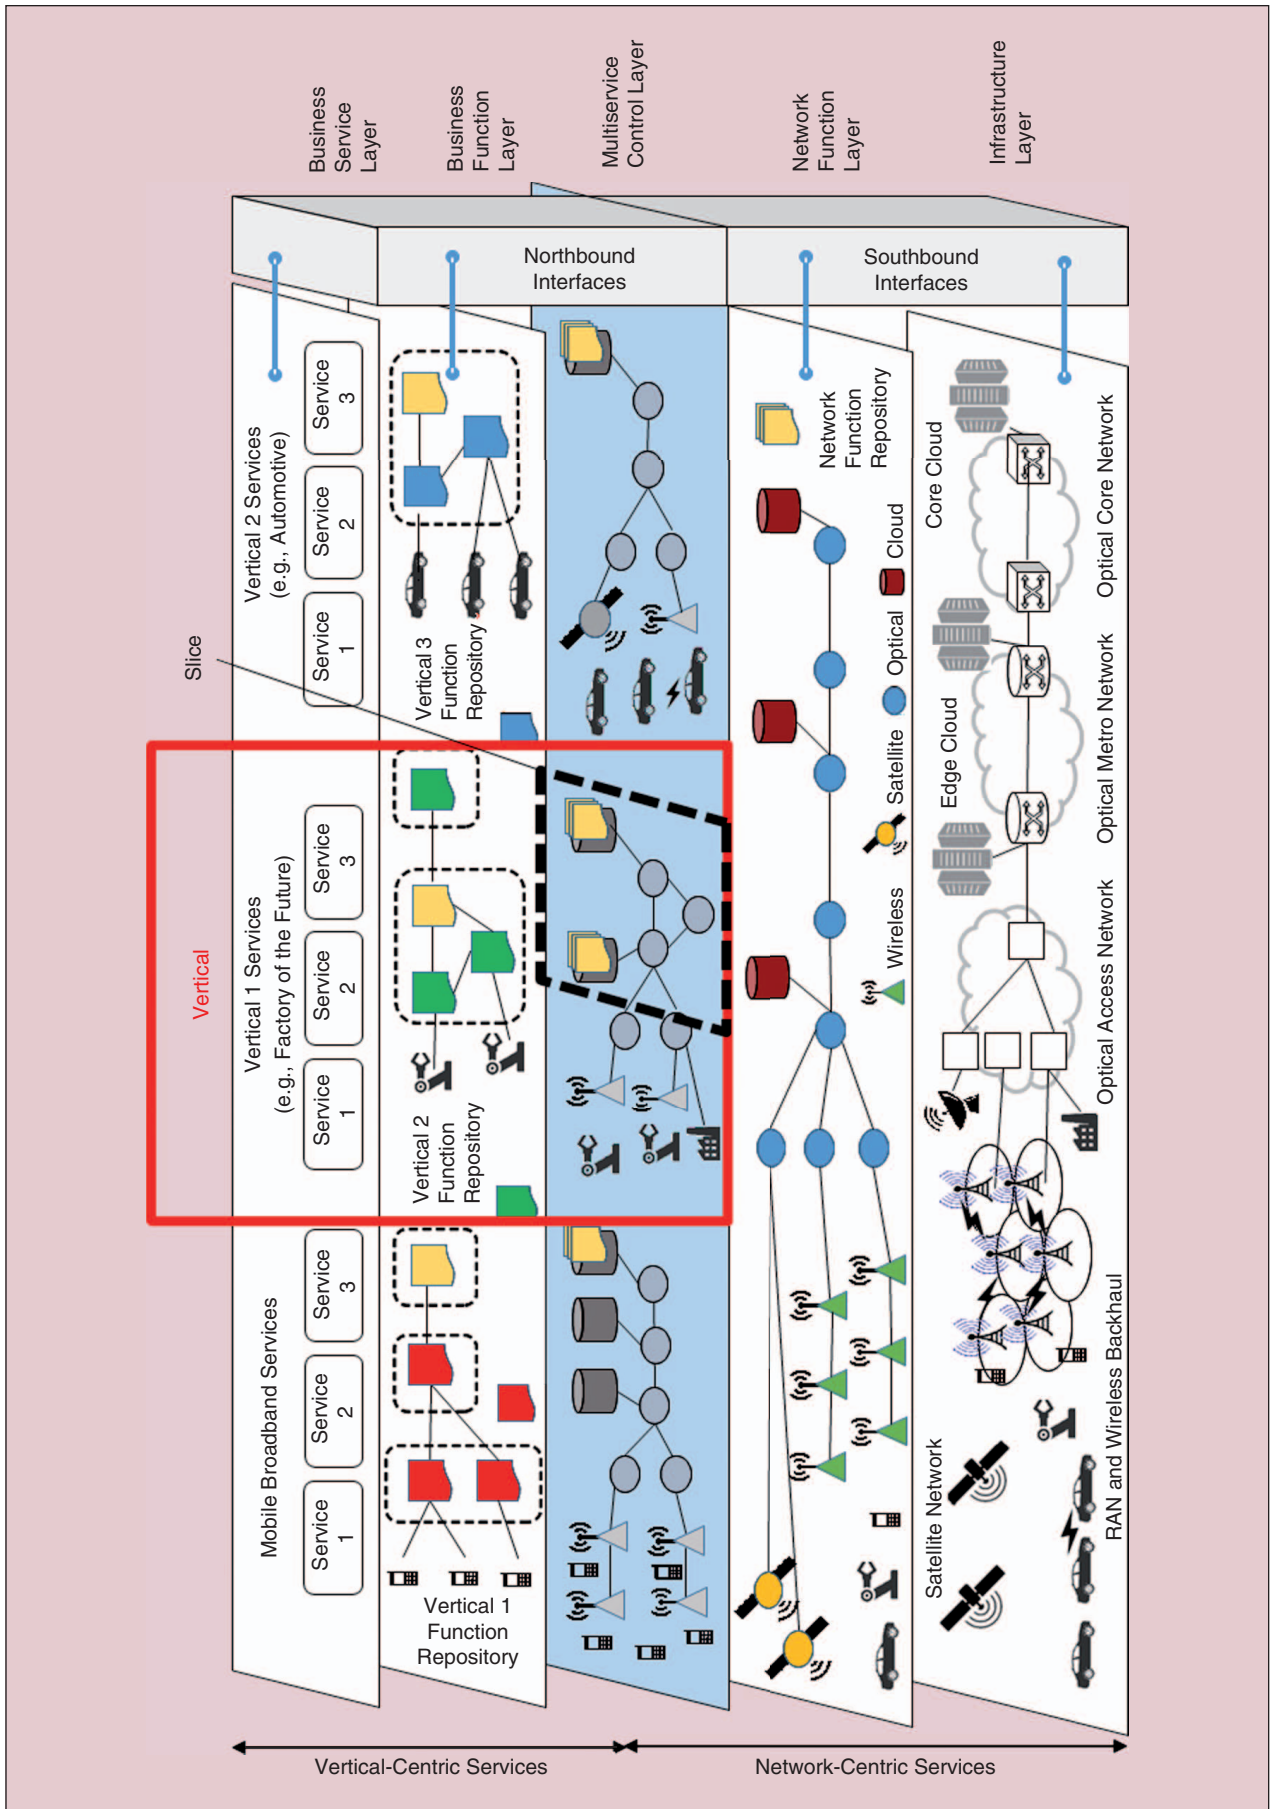 Business
Service
Layer
Business
Function
Layer
Multiservice
Control Layer
Network
Function
Layer
Infrastructure
Layer
Northbound
Interfaces
Southbound
Interfaces
Slice
Vertical
Vertical 2 Services
(e.g., Automotive)
Service
1
Service
2
Service
3
Vertical 1 Services
(e.g., Factory of the Future)
Service
1
Service
2
Service
3
Mobile Broadband Services
Service
1
Service
2
Service
3
Vertical 3
Function
Repository
Vertical 2
Function
Repository
Vertical 1
Function
Repository
Network
Function
Repository
Wireless
Satellite
Optical
Cloud
Core Cloud
Edge Cloud
Satellite Network
RAN and Wireless Backhaul
Optical Access Network
Optical Metro Network
Optical Core Network
Vertical-Centric Services
Network-Centric Services